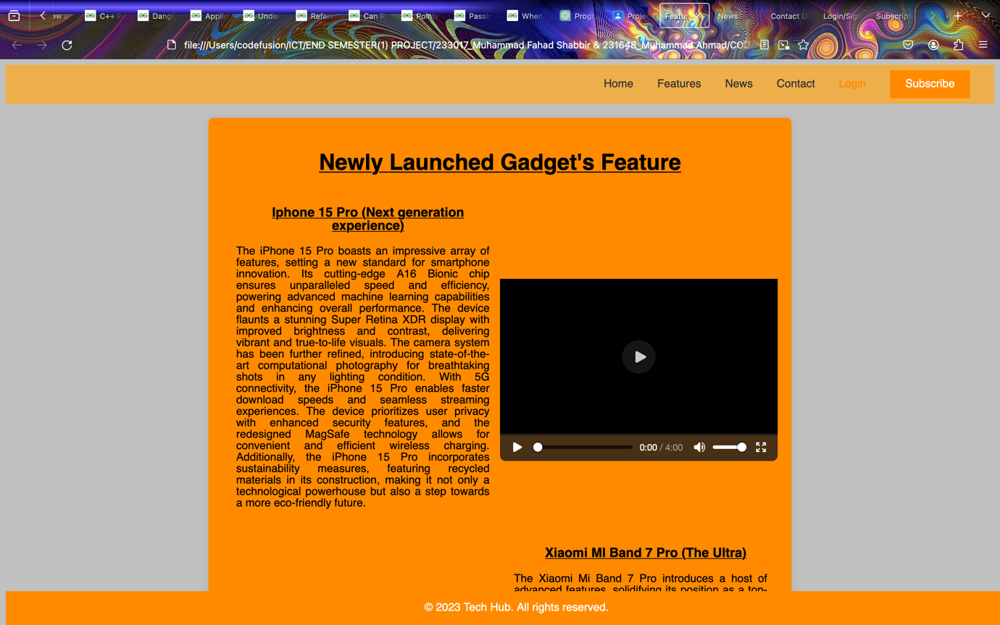 ew a
C++ P
Dangl
Applic
Under
Refere
Can R
Pointe
Passin
When
Progr
Projec
Featur
News
Contact U
Login/Sign
Subscripti
file:///Users/codefusion/ICT/END SEMESTER(1) PROJECT/233017_Muhammad Fahad Shabbir & 231648_Muhammad Ahmad/COD
Home
Features
News
Contact
Login
Subscribe
Newly Launched Gadget's Feature
Iphone 15 Pro (Next generation
experience)
The iPhone 15 Pro boasts an impressive array of
features, setting a new standard for smartphone
innovation. Its cutting-edge A16 Bionic chip
ensures unparalleled speed and efficiency,
powering advanced machine learning capabilities
and enhancing overall performance. The device
flaunts a stunning Super Retina XDR display with
improved brightness and contrast, delivering
vibrant and true-to-life visuals. The camera system
has been further refined, introducing state-of-the-
art computational photography for breathtaking
shots in any lighting condition. With 5G
connectivity, the iPhone 15 Pro enables faster
download speeds and seamless streaming
experiences. The device prioritizes user privacy
with enhanced security features, and the
redesigned MagSafe technology allows for
convenient and efficient wireless charging.
Additionally, the iPhone 15 Pro incorporates
sustainability measures, featuring recycled
materials in its construction, making it not only a
technological powerhouse but also a step towards
a more eco-friendly future.
0:00 / 4:00
Xiaomi MI Band 7 Pro (The Ultra)
The Xiaomi Mi Band 7 Pro introduces a host of
advanced features, solidifying its position as a top-
© 2023 Tech Hub. All rights reserved.